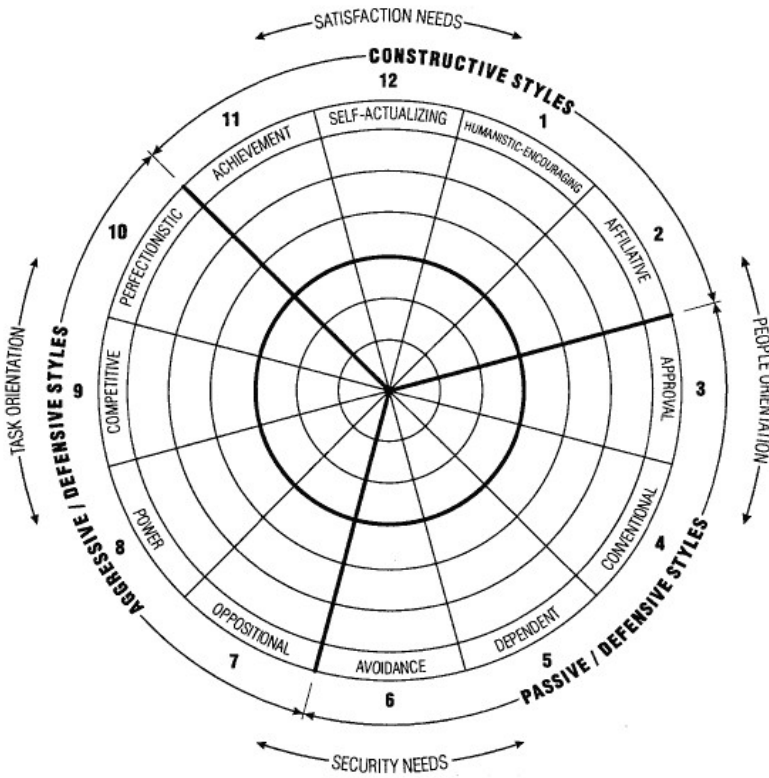 SATISFACTION NEEDS
CONSTRUCTIVE STYLES
12
SELF-ACTUALIZING
1
HUMANISTIC-ENCOURAGING
2
AFFILIATIVE
3
APPROVAL
4
CONVENTIONAL
5
DEPENDENT
6
AVOIDANCE
7
OPPOSITIONAL
8
POWER
9
COMPETITIVE
10
PERFECTIONISTIC
11
ACHIEVEMENT
PEOPLE ORIENTATION
PASSIVE / DEFENSIVE STYLES
SECURITY NEEDS
AGGRESSIVE / DEFENSIVE STYLES
TASK ORIENTATION